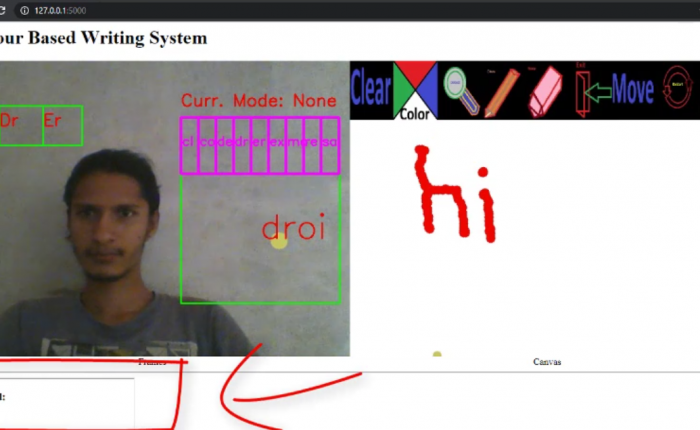 127.0.0.1:5000
our Based Writing System
Curr. Mode: None
Dr Er
cl co de dr er ex mo re sa
droi
Clear
Color
Exit
Move
hi
Frames
Canvas
l: